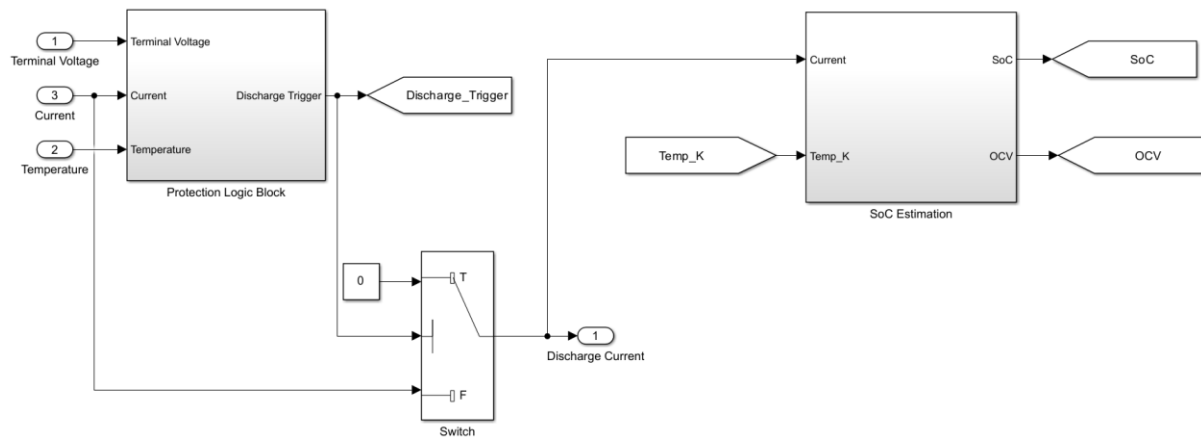 1
Terminal Voltage
3
Current
2
Temperature
Terminal Voltage
Current
Temperature
Discharge Trigger
Protection Logic Block
Discharge_Trigger
0
T
F
Switch
1
Discharge Current
Temp_K
Current
Temp_K
SoC
OCV
SoC Estimation
SoC
OCV